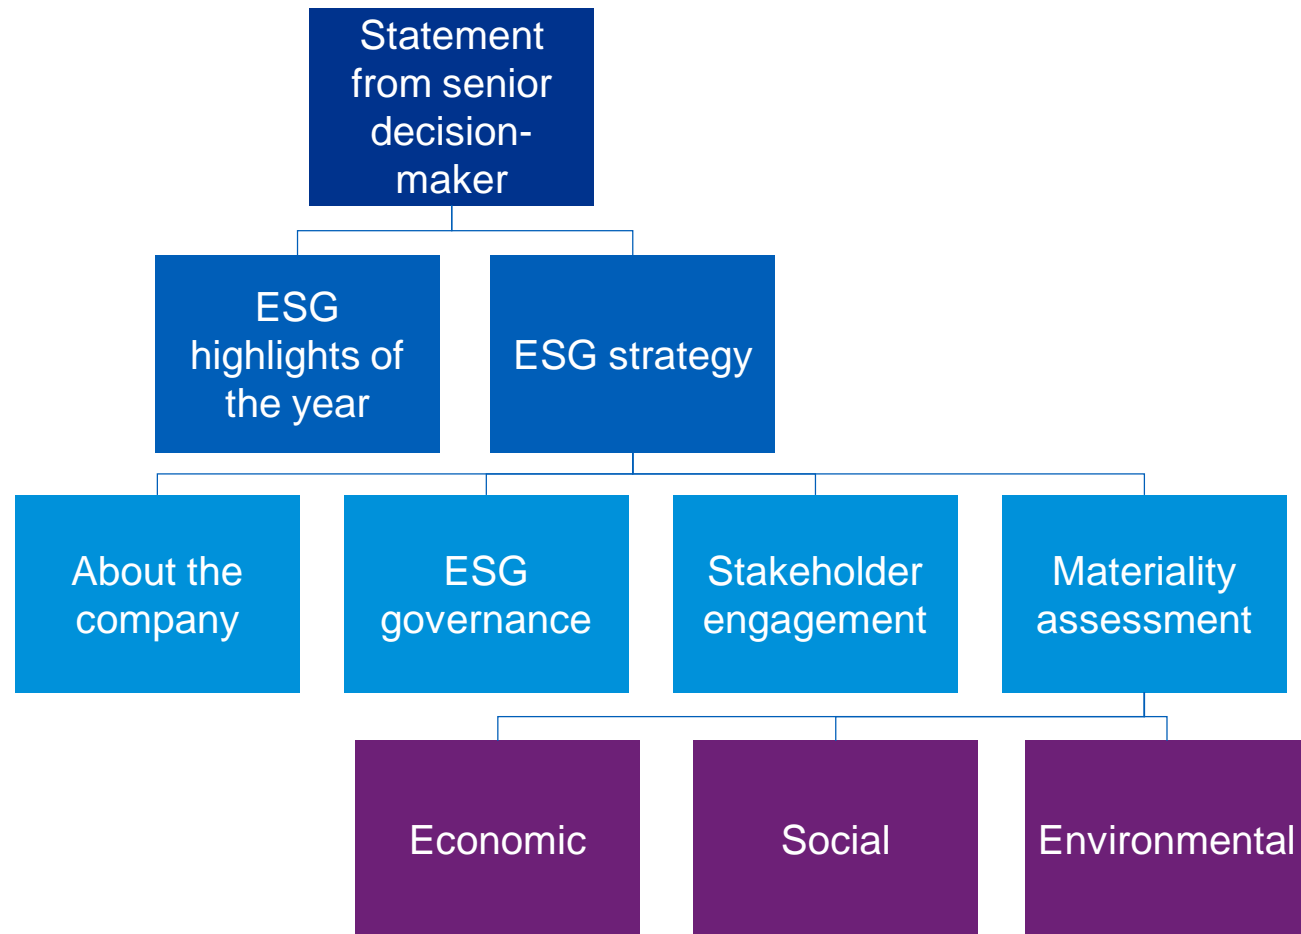 Statement
from senior
decision-
maker
ESG
highlights of
the year
ESG strategy
About the
company
ESG
governance
Stakeholder
engagement
Materiality
assessment
Economic
Social
Environmental